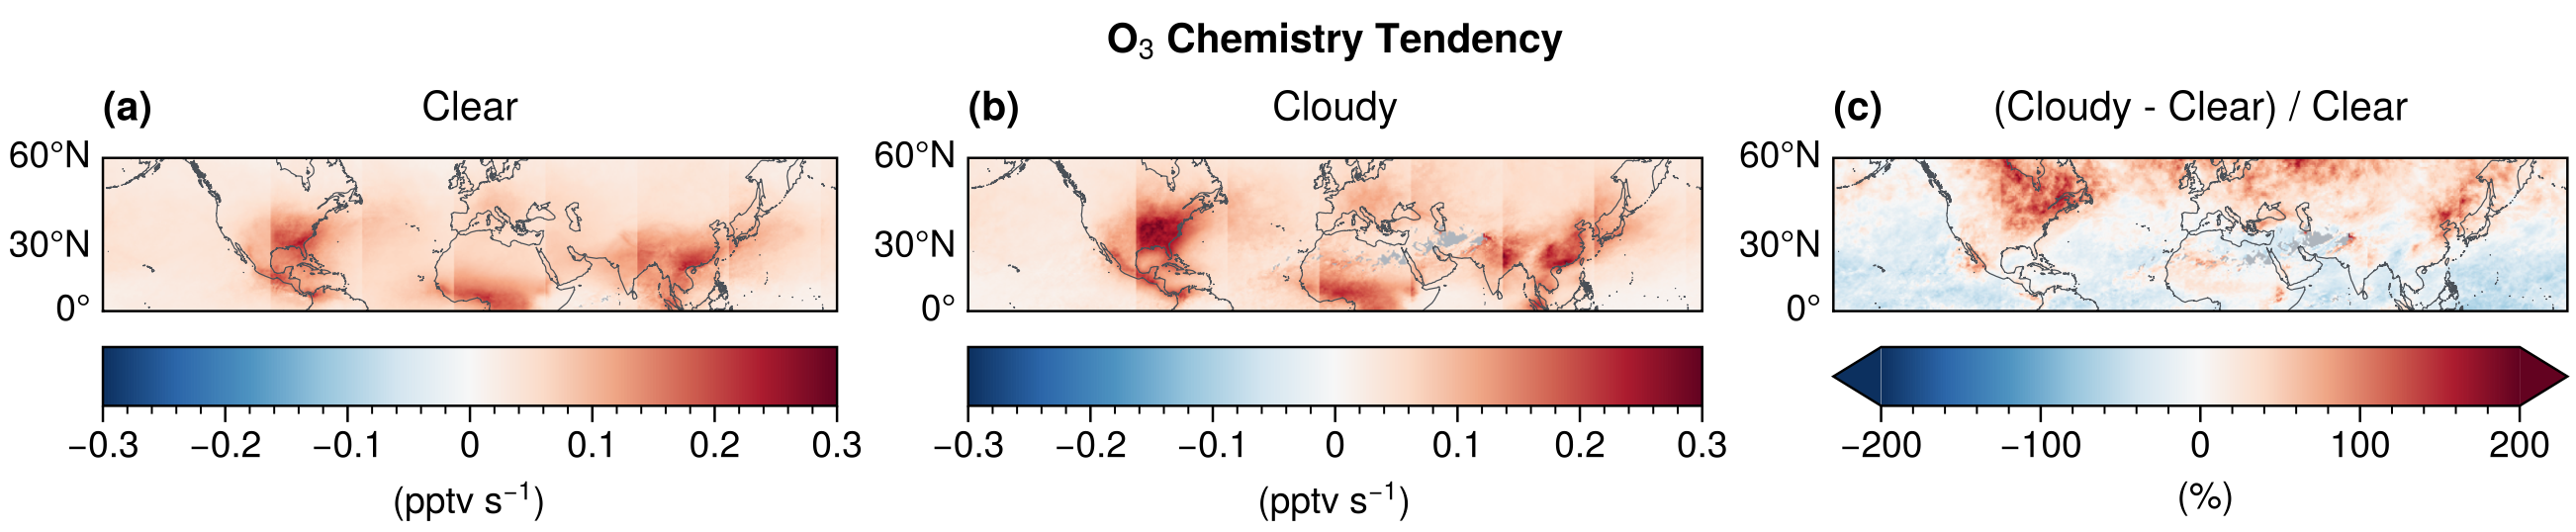 O₃ Chemistry Tendency
(a) Clear (b) Cloudy (c) (Cloudy - Clear) / Clear
60°N 60°N 60°N
30°N 30°N 30°N
0° 0° 0°
−0.3 −0.2 −0.1 0 0.1 0.2 0.3 −0.3 −0.2 −0.1 0 0.1 0.2 0.3 −200 −100 0 100 200
(pptv s⁻¹) (pptv s⁻¹) (%)